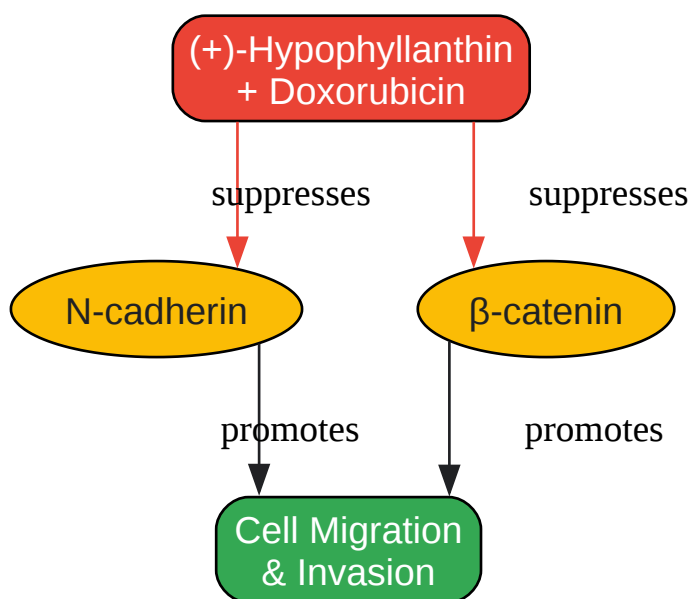 (+)-Hypophyllanthin
+ Doxorubicin
suppresses
suppresses
N-cadherin
β-catenin
promotes
promotes
Cell Migration
& Invasion